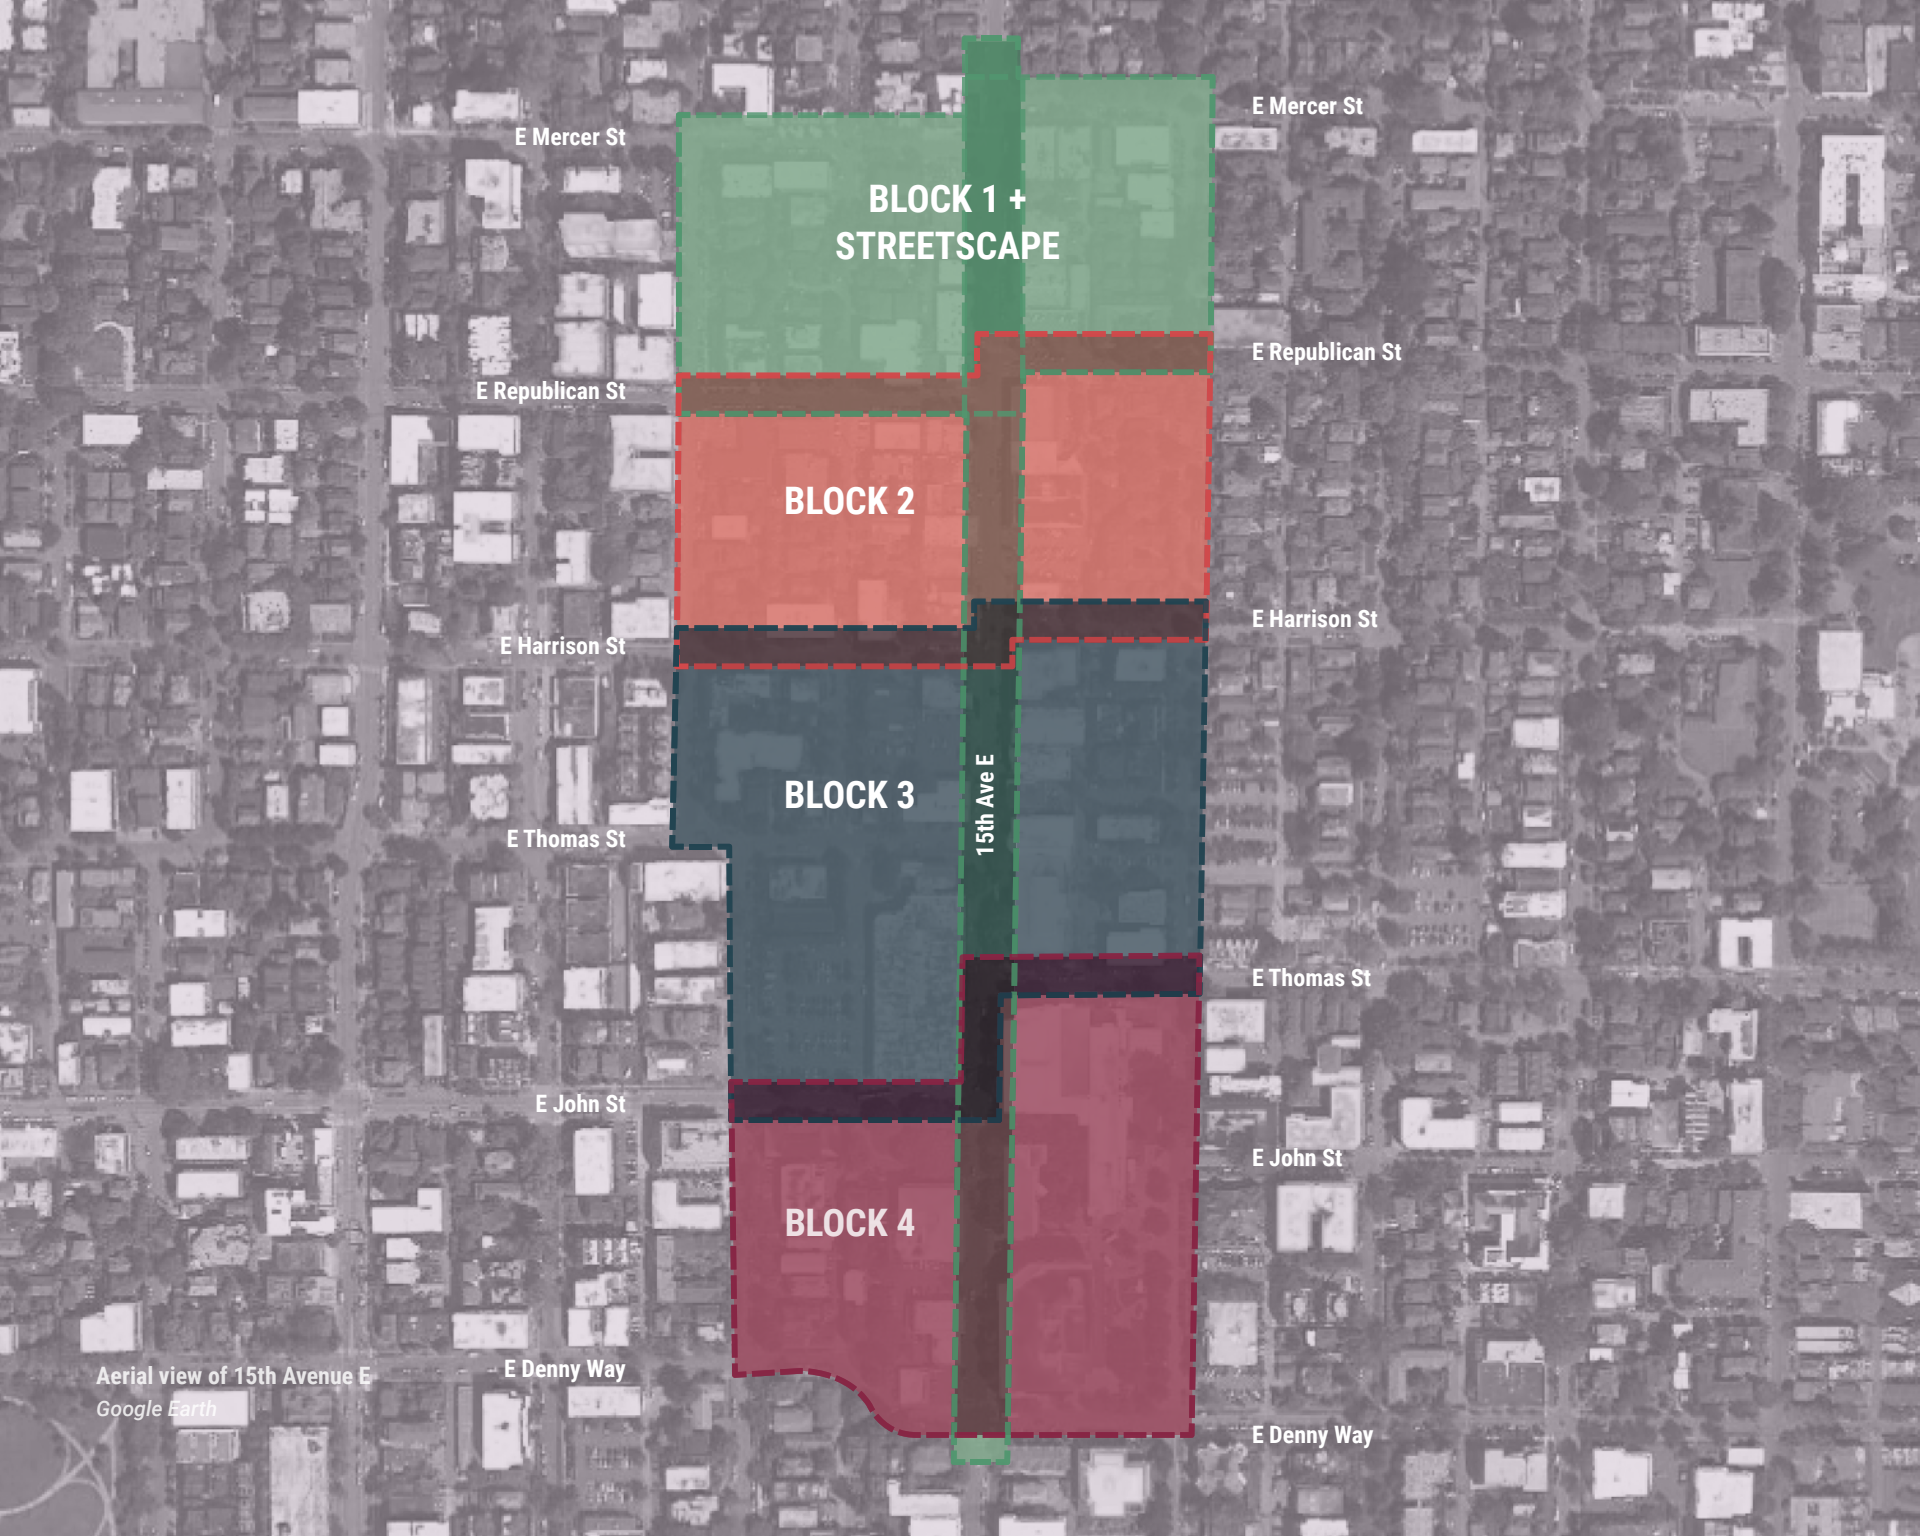 E Mercer St
E Mercer St
BLOCK 1 +
STREETSCAPE
E Republican St
E Republican St
BLOCK 2
E Harrison St
E Harrison St
BLOCK 3
15th Ave E
E Thomas St
E Thomas St
E John St
E John St
BLOCK 4
E Denny Way
Aerial view of 15th Avenue E
Google Earth
E Denny Way